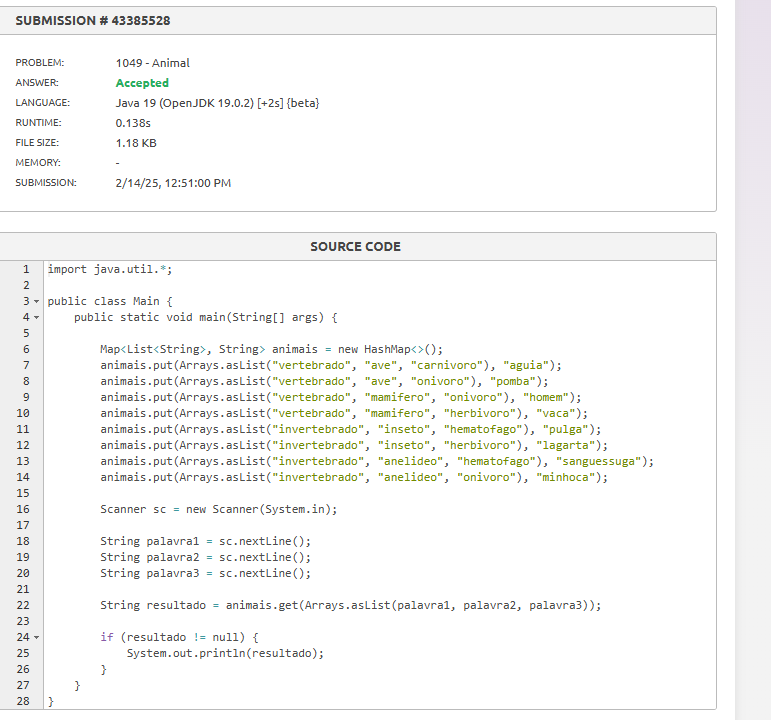 SUBMISSION # 43385528
PROBLEM: 1049 - Animal
ANSWER: Accepted
LANGUAGE: Java 19 (OpenJDK 19.0.2) [+2s] {beta}
RUNTIME: 0.138s
FILE SIZE: 1.18 KB
MEMORY: -
SUBMISSION: 2/14/25, 12:51:00 PM
SOURCE CODE
1 import java.util.*;
2
3 public class Main {
4     public static void main(String[] args) {
5
6         Map<List<String>, String> animais = new HashMap<>();
7         animais.put(Arrays.asList("vertebrado", "ave", "carnivoro"), "aguia");
8         animais.put(Arrays.asList("vertebrado", "ave", "onivoro"), "pomba");
9         animais.put(Arrays.asList("vertebrado", "mamifero", "onivoro"), "homem");
10         animais.put(Arrays.asList("vertebrado", "mamifero", "herbivoro"), "vaca");
11         animais.put(Arrays.asList("invertebrado", "inseto", "hematofago"), "pulga");
12         animais.put(Arrays.asList("invertebrado", "inseto", "herbivoro"), "lagarta");
13         animais.put(Arrays.asList("invertebrado", "anelideo", "hematofago"), "sanguessuga");
14         animais.put(Arrays.asList("invertebrado", "anelideo", "onivoro"), "minhoca");
15
16         Scanner sc = new Scanner(System.in);
17
18         String palavra1 = sc.nextLine();
19         String palavra2 = sc.nextLine();
20         String palavra3 = sc.nextLine();
21
22         String resultado = animais.get(Arrays.asList(palavra1, palavra2, palavra3));
23
24         if (resultado != null) {
25             System.out.println(resultado);
26         }
27     }
28 }